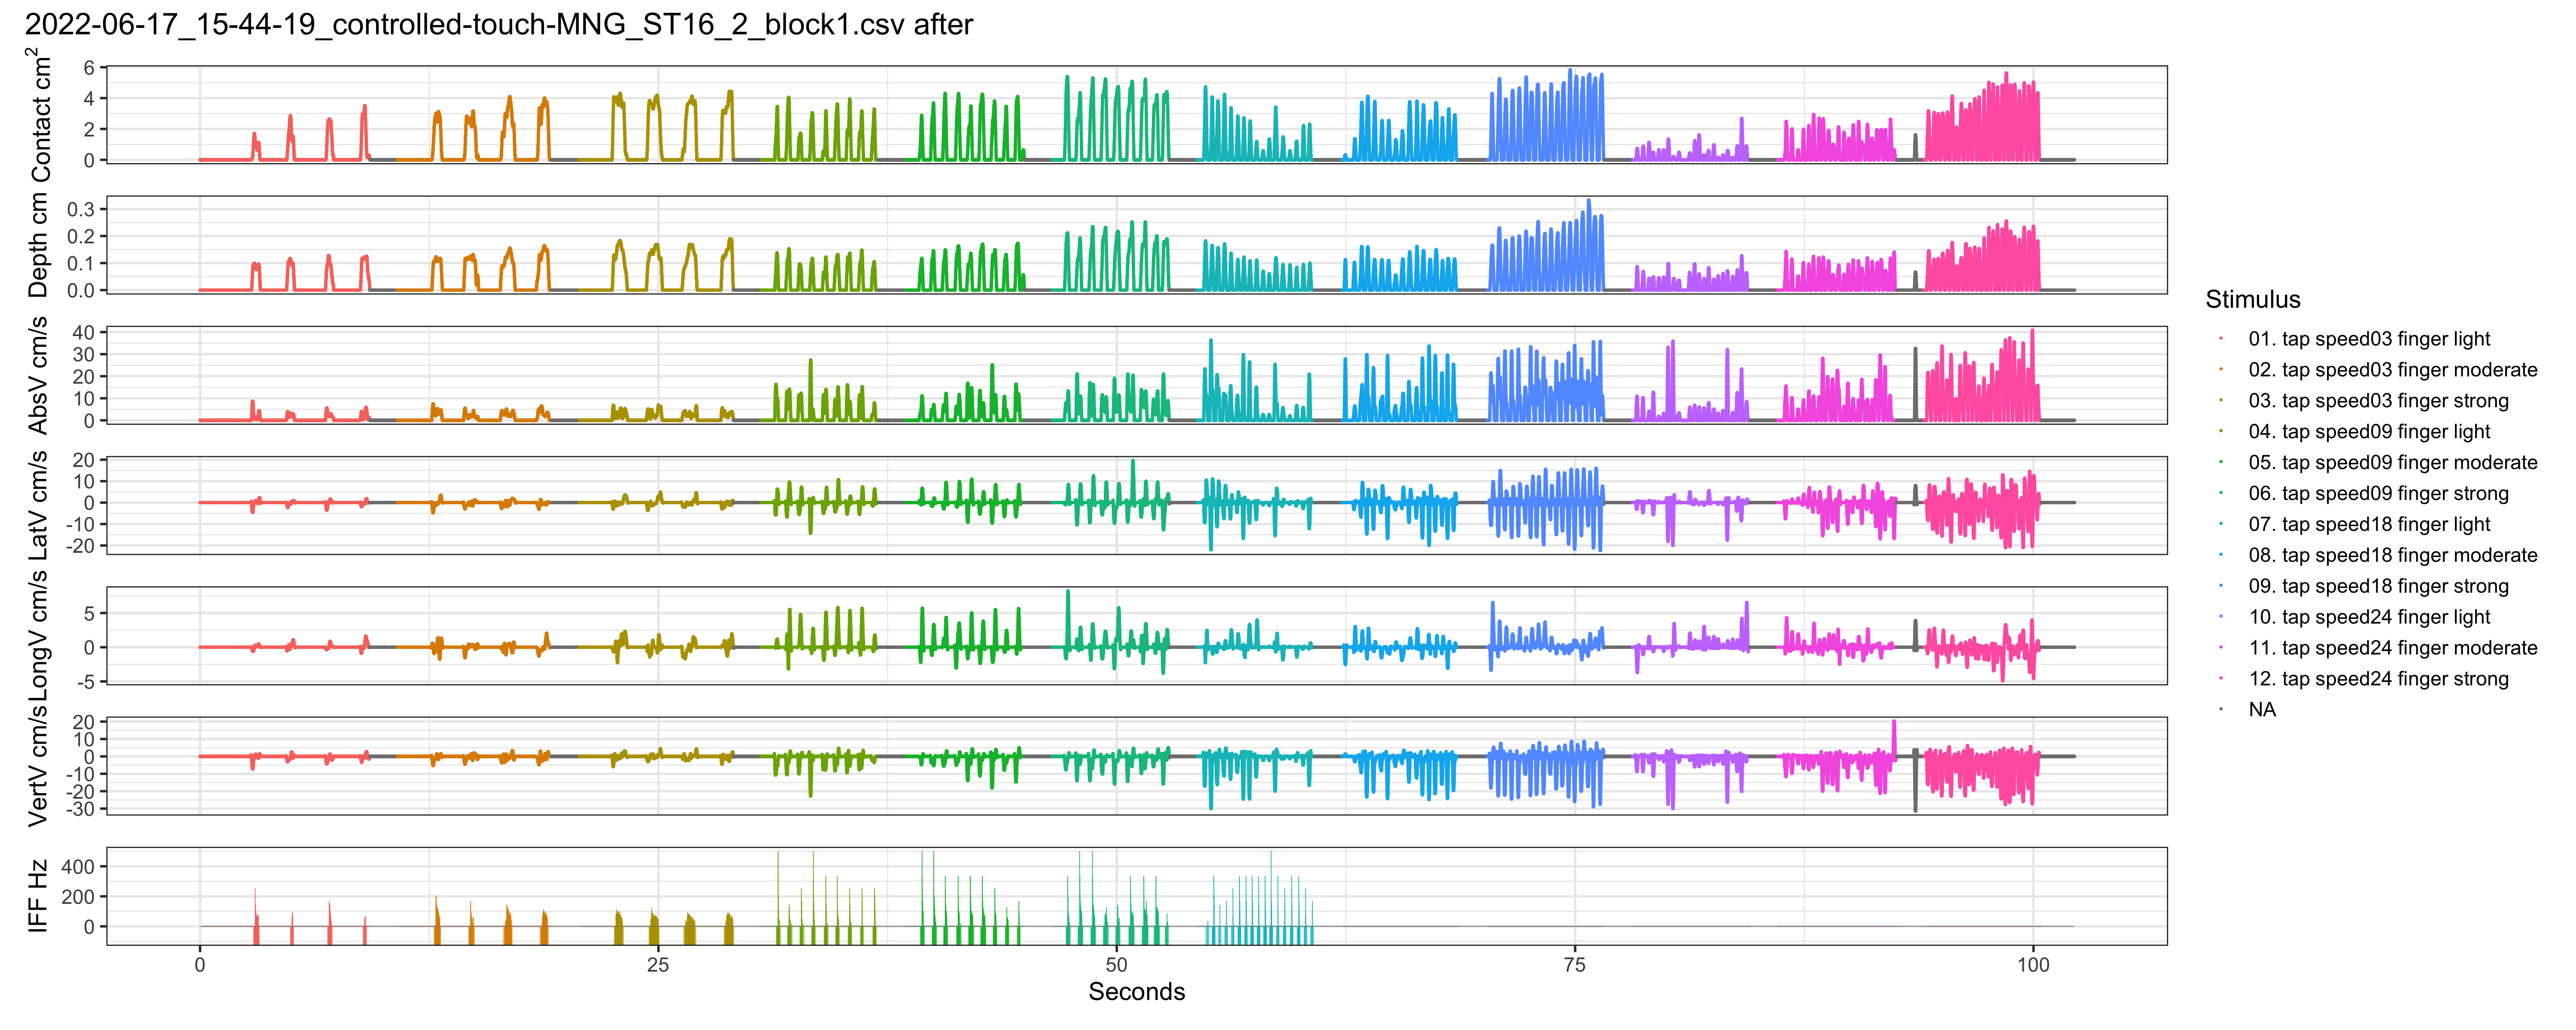 2022-06-17_15-44-19_controlled-touch-MNG_ST16_2_block1.csv after
Contact cm²
6
4
2
0
Depth cm
0.3
0.2
0.1
0.0
AbsV cm/s
40
30
20
10
0
LatV cm/s
20
10
0
-10
-20
LongV cm/s
5
0
-5
VertV cm/s
20
10
0
-10
-20
-30
IFF Hz
400
200
0
0 25 50 75 100
Seconds
Stimulus
01. tap speed03 finger light
02. tap speed03 finger moderate
03. tap speed03 finger strong
04. tap speed09 finger light
05. tap speed09 finger moderate
06. tap speed09 finger strong
07. tap speed18 finger light
08. tap speed18 finger moderate
09. tap speed18 finger strong
10. tap speed24 finger light
11. tap speed24 finger moderate
12. tap speed24 finger strong
NA